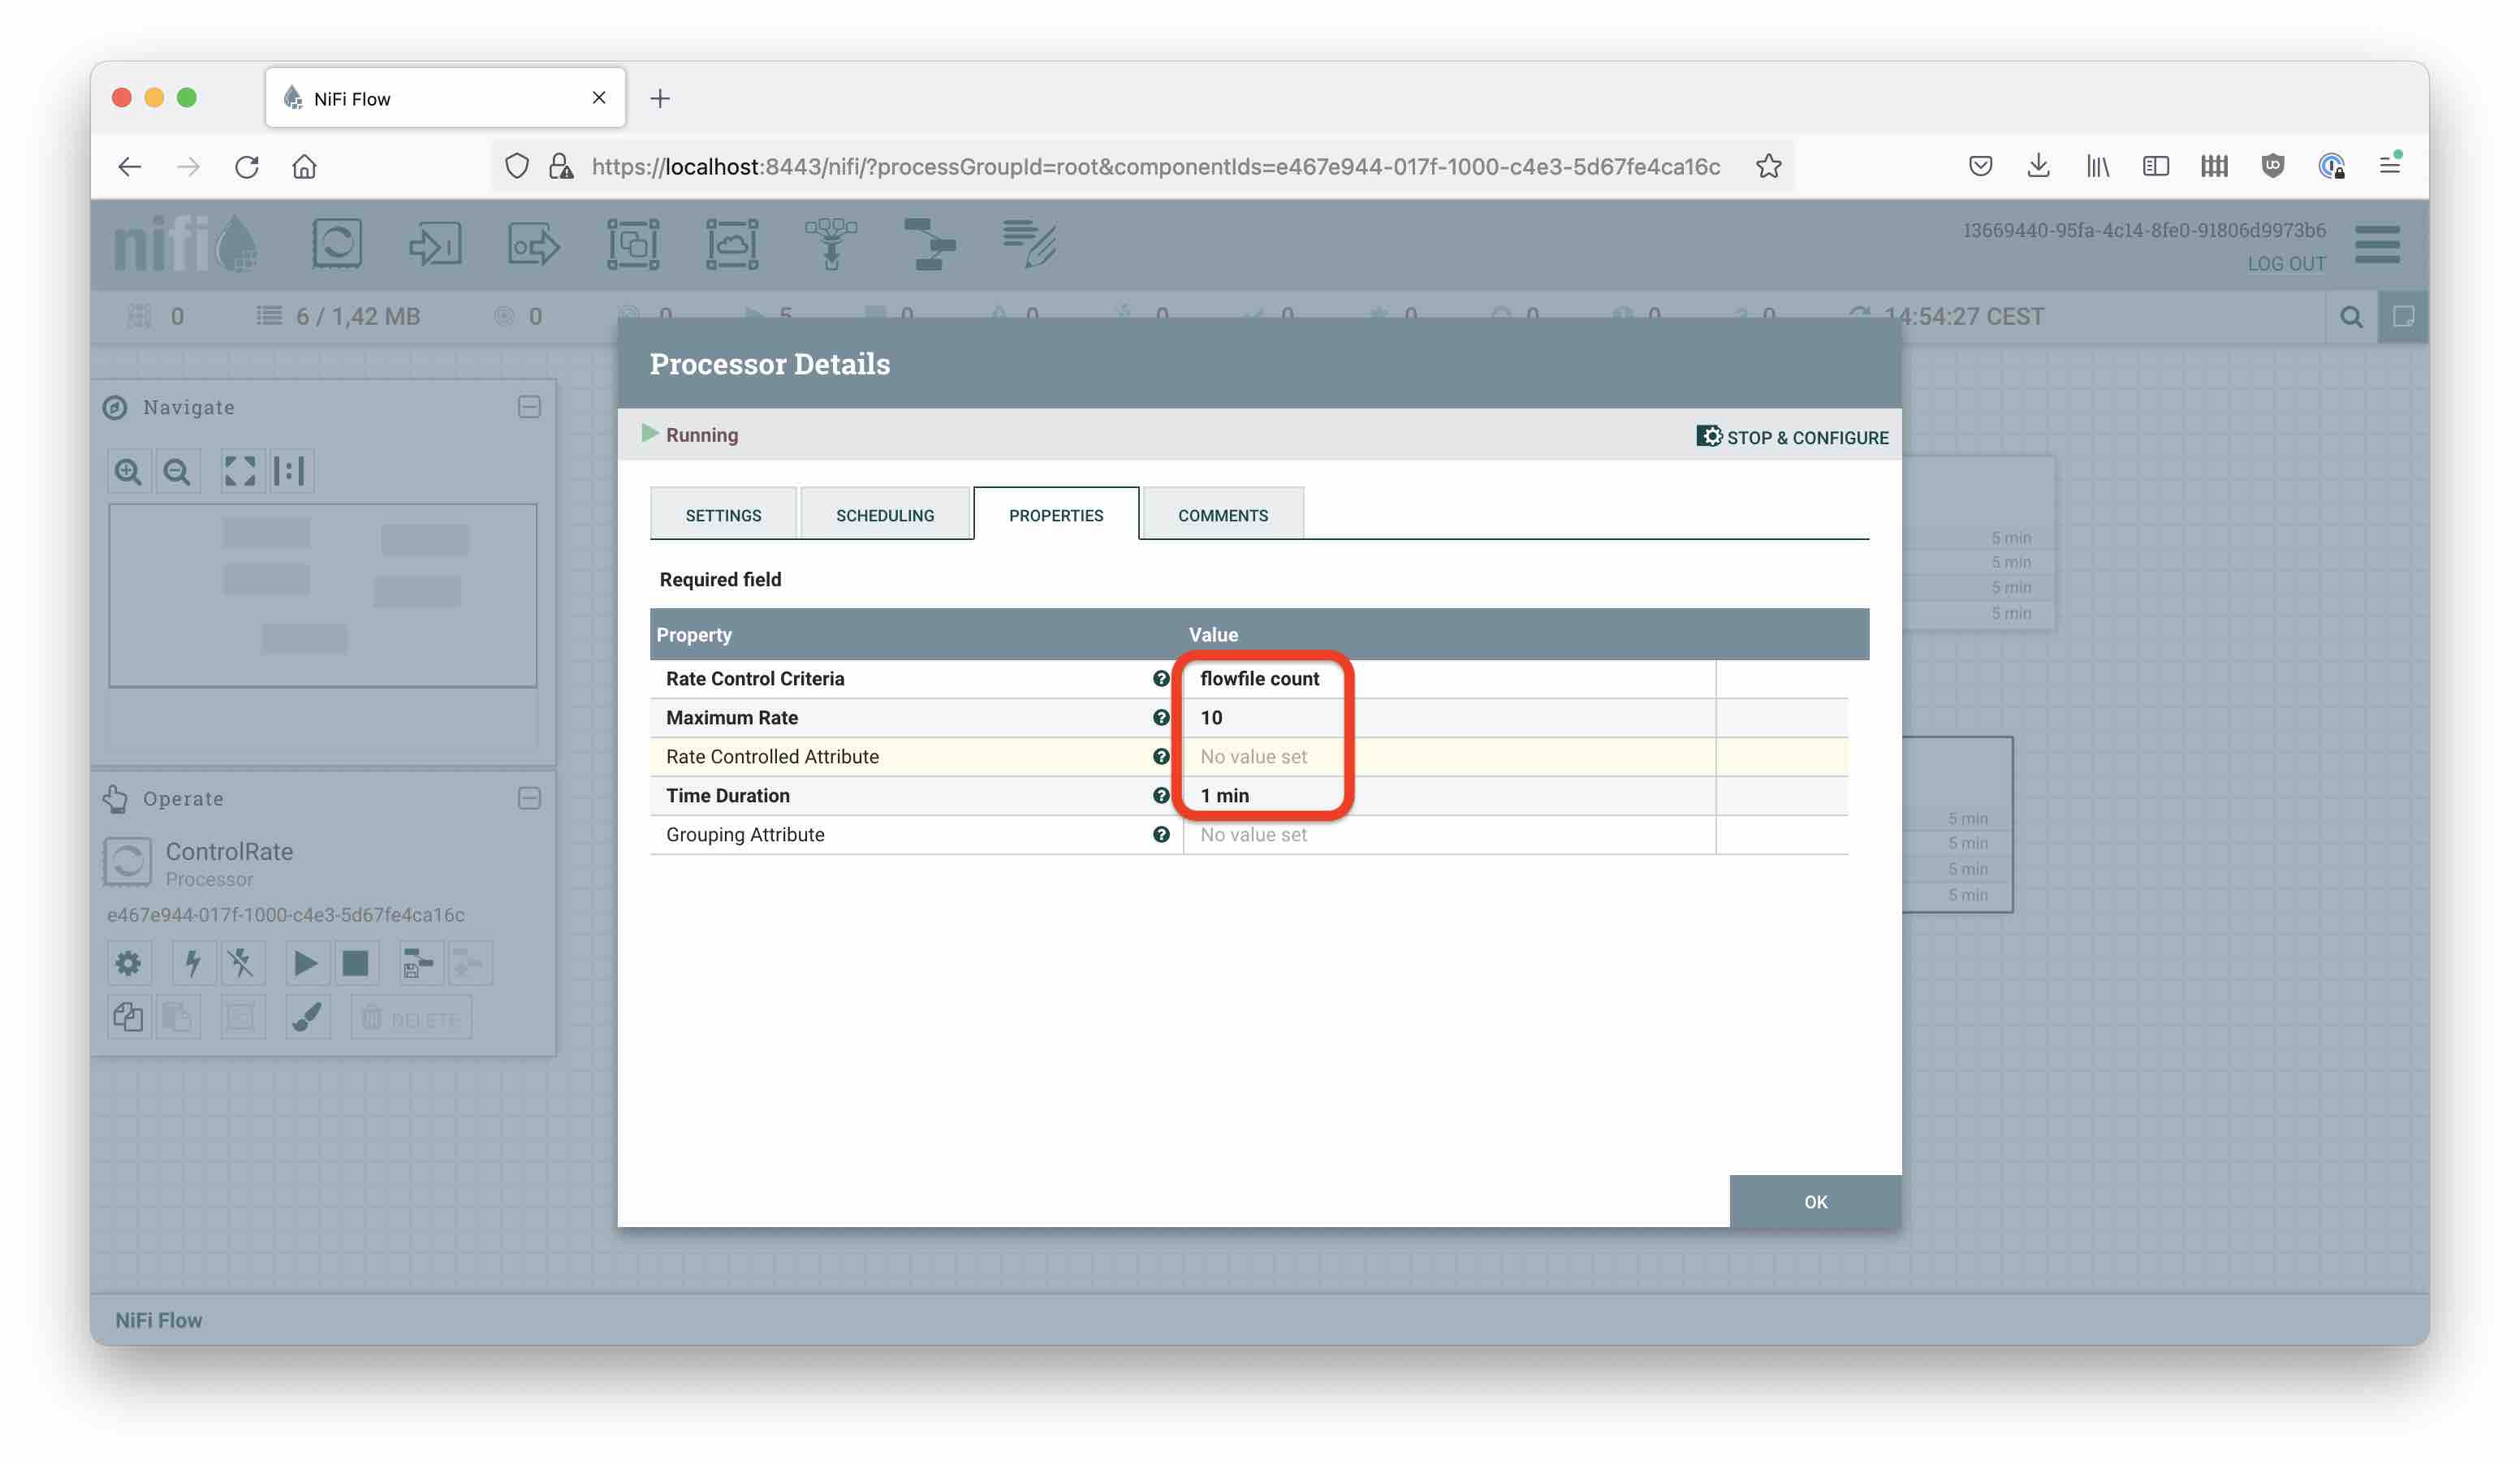 NiFi Flow
https://localhost:8443/nifi/?processGroupId=root&componentIds=e467e944-017f-1000-c4e3-5d67fe4ca16c
nifi
13669440-95fa-4c14-8fe0-91806d9973b6
LOG OUT
0
6 / 1,42 MB
0
0
5
0
0
0
0
0
0
0
0
14:54:27 CEST
Processor Details
Navigate
Running
STOP & CONFIGURE
SETTINGS
SCHEDULING
PROPERTIES
COMMENTS
5 min
5 min
5 min
5 min
Required field
Property
Value
Rate Control Criteria
flowfile count
Maximum Rate
10
Rate Controlled Attribute
No value set
Time Duration
1 min
Grouping Attribute
No value set
Operate
ControlRate
Processor
e467e944-017f-1000-c4e3-5d67fe4ca16c
DELETE
5 min
5 min
5 min
5 min
OK
NiFi Flow